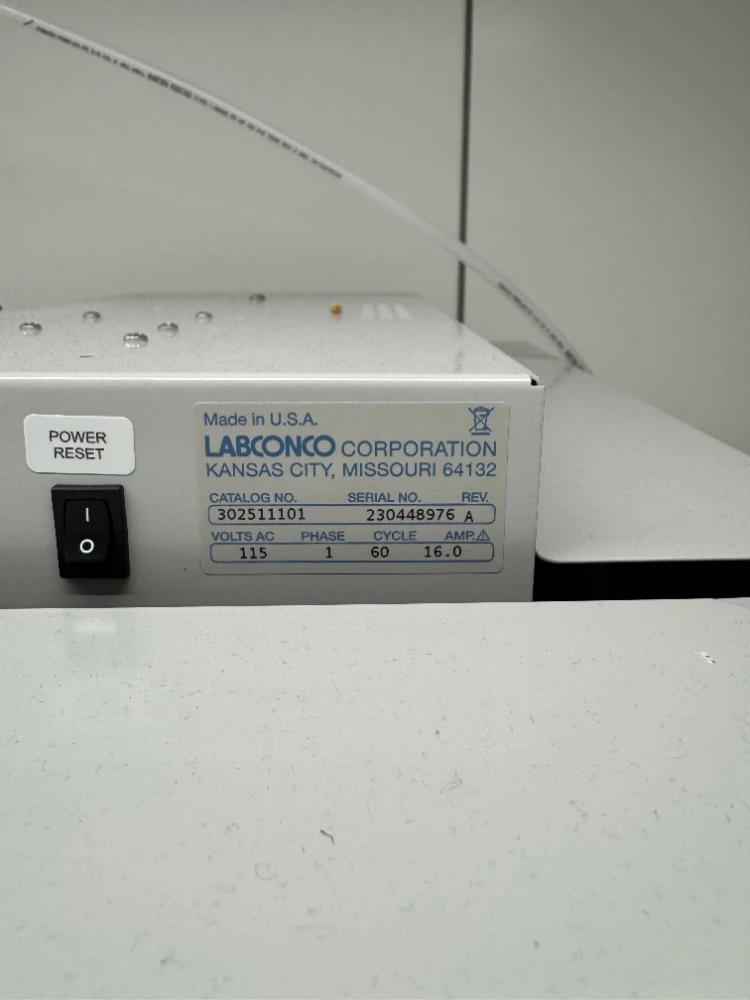 POWER
RESET
I
O
Made in U.S.A.
LABCONCO CORPORATION
KANSAS CITY, MISSOURI 64132
CATALOG NO. SERIAL NO. REV.
302511101 230448976 A
VOLTS AC PHASE CYCLE AMP.
115 1 60 16.0